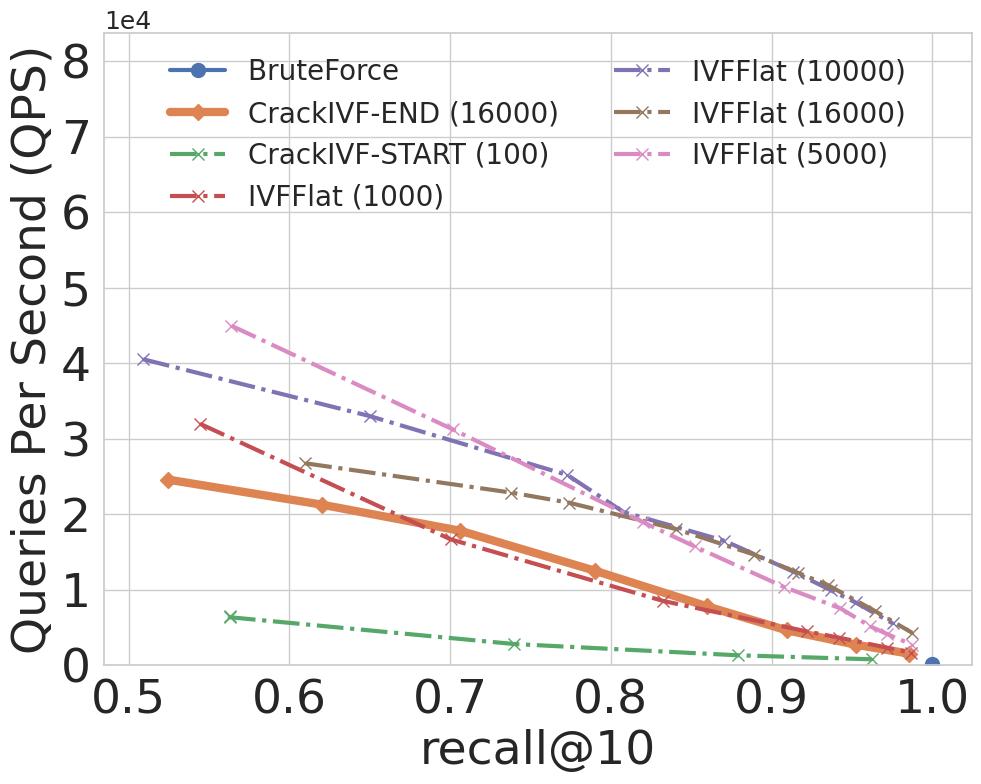 1e4
Queries Per Second (QPS)
8
7
6
5
4
3
2
1
0
BruteForce
CrackIVF-END (16000)
CrackIVF-START (100)
IVFFlat (1000)
IVFFlat (10000)
IVFFlat (16000)
IVFFlat (5000)
0.5 0.6 0.7 0.8 0.9 1.0
recall@10